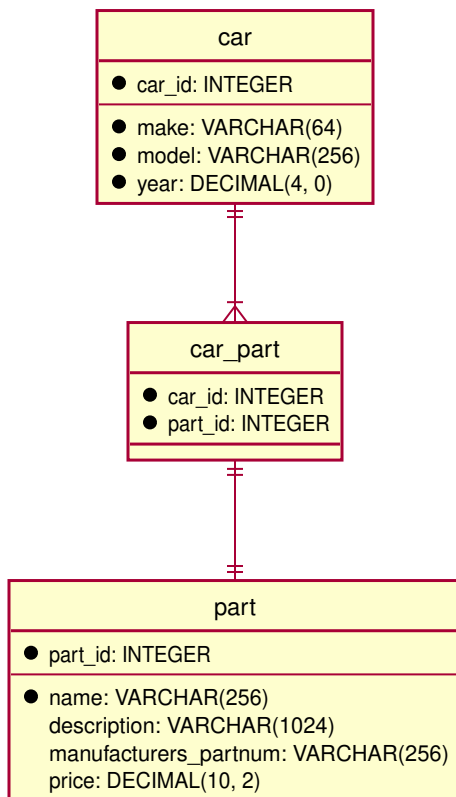 car
car_id: INTEGER
make: VARCHAR(64)
model: VARCHAR(256)
year: DECIMAL(4, 0)
car_part
car_id: INTEGER
part_id: INTEGER
part
part_id: INTEGER
name: VARCHAR(256)
description: VARCHAR(1024)
manufacturers_partnum: VARCHAR(256)
price: DECIMAL(10, 2)